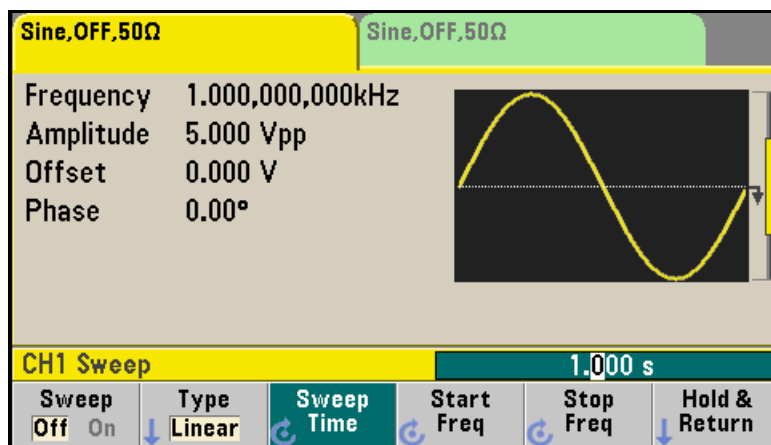 Sine,OFF,50Ω
Sine,OFF,50Ω
Frequency 1.000,000,000kHz
Amplitude 5.000 Vpp
Offset 0.000 V
Phase 0.00°
CH1 Sweep 1.000 s
Sweep Type Sweep Start Stop Hold &
Off On Linear Time Freq Freq Return